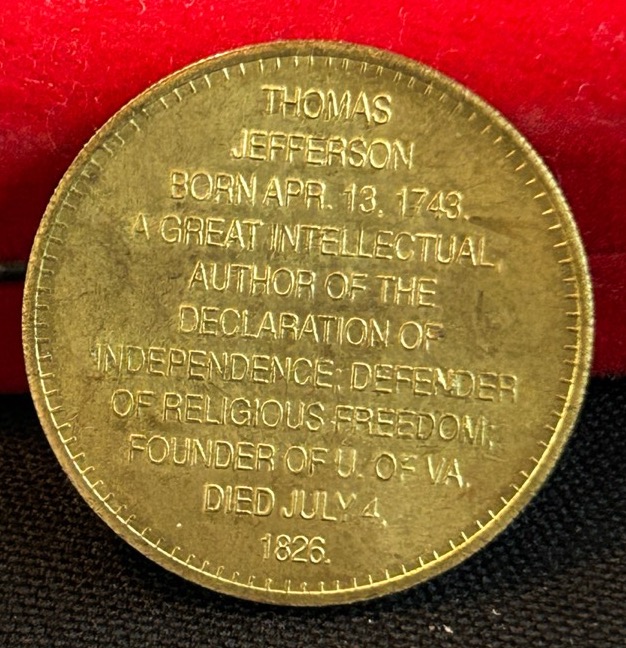 THOMAS
JEFFERSON
BORN APR. 13. 1743.
A GREAT INTELLECTUAL,
AUTHOR OF THE
DECLARATION OF
INDEPENDENCE; DEFENDER
OF RELIGIOUS FREEDOM;
FOUNDER OF U. OF VA.
DIED JULY 4,
1826.